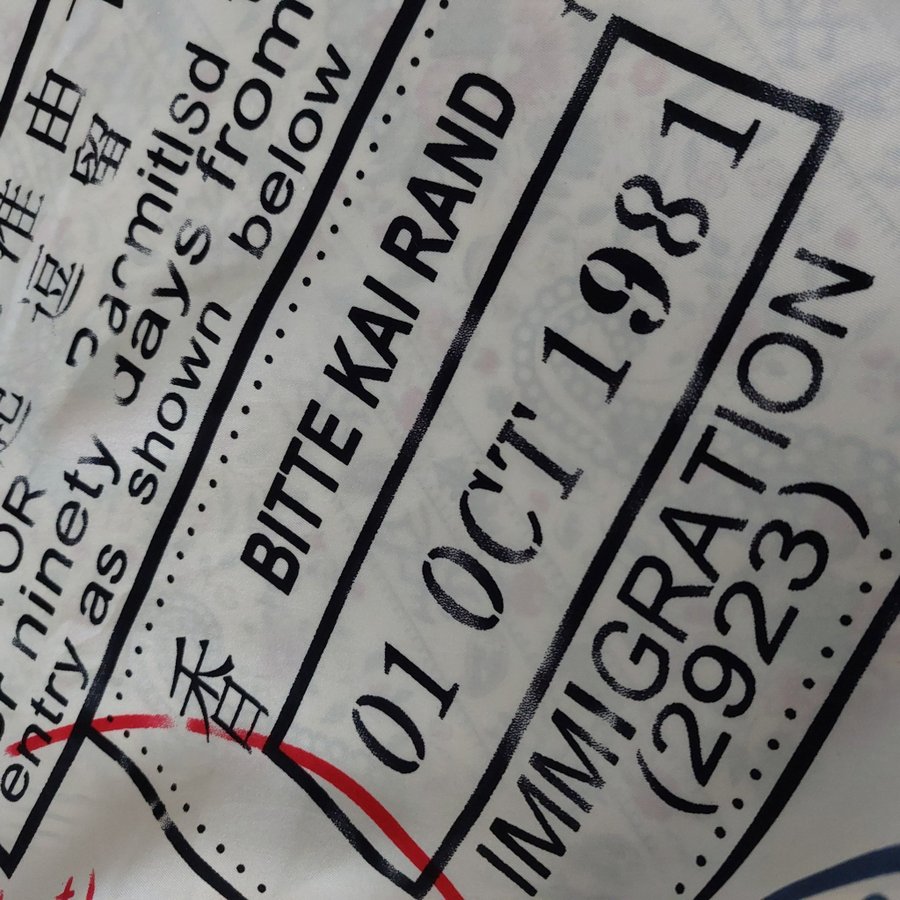 由
留
准
逗
OR
ninety days from
entry as shown below
BITTE KAI RAND
香
01 OCT 1981
IMMIGRATION
(2923)